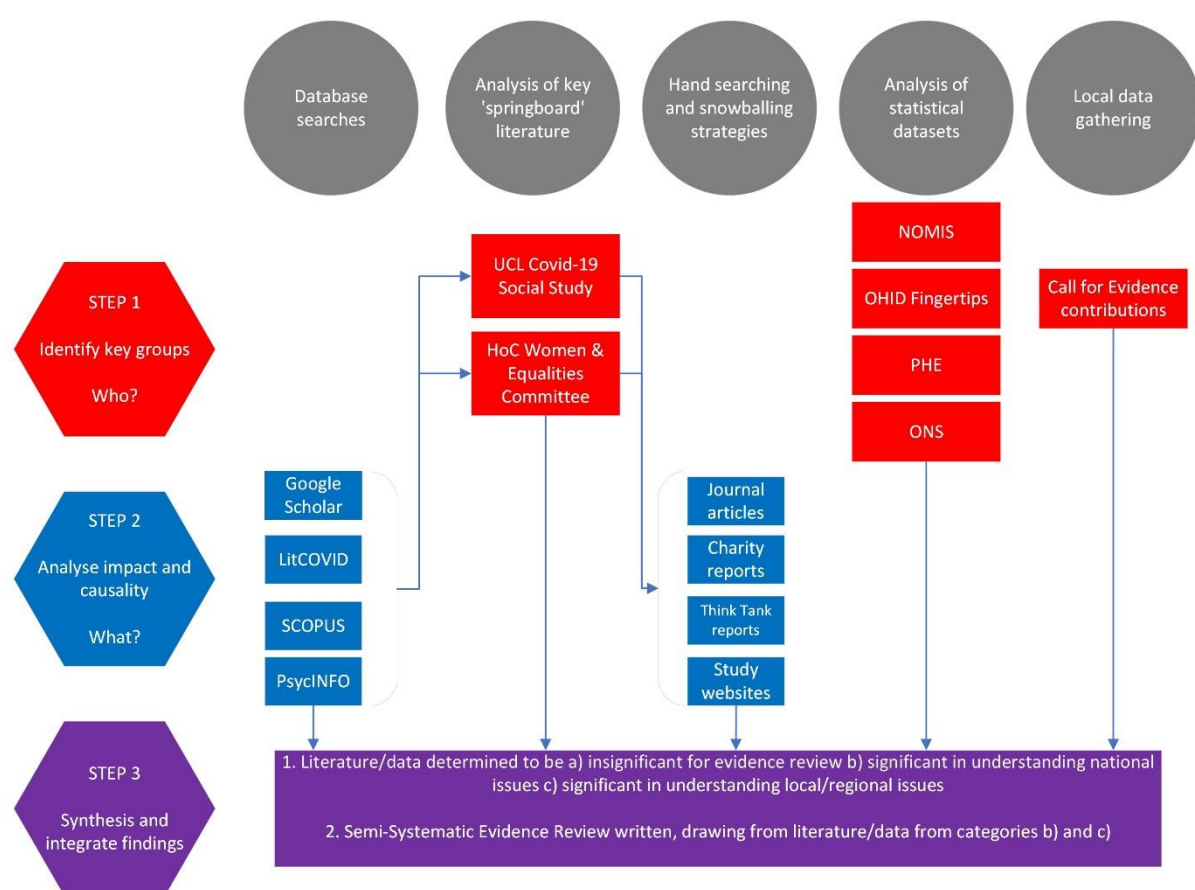 Database
searches
Analysis of key
'springboard'
literature
Hand searching
and snowballing
strategies
Analysis of
statistical
datasets
Local data
gathering
STEP 1
Identify key groups
Who?
UCL Covid-19
Social Study
HoC Women &
Equalities
Committee
NOMIS
OHID Fingertips
PHE
ONS
Call for Evidence
contributions
STEP 2
Analyse impact and
causality
What?
Google
Scholar
LitCOVID
SCOPUS
PsycINFO
Journal
articles
Charity
reports
Think Tank
reports
Study
websites
STEP 3
Synthesis and
integrate findings
1. Literature/data determined to be a) insignificant for evidence review b) significant in understanding national
issues c) significant in understanding local/regional issues
2. Semi-Systematic Evidence Review written, drawing from literature/data from categories b) and c)